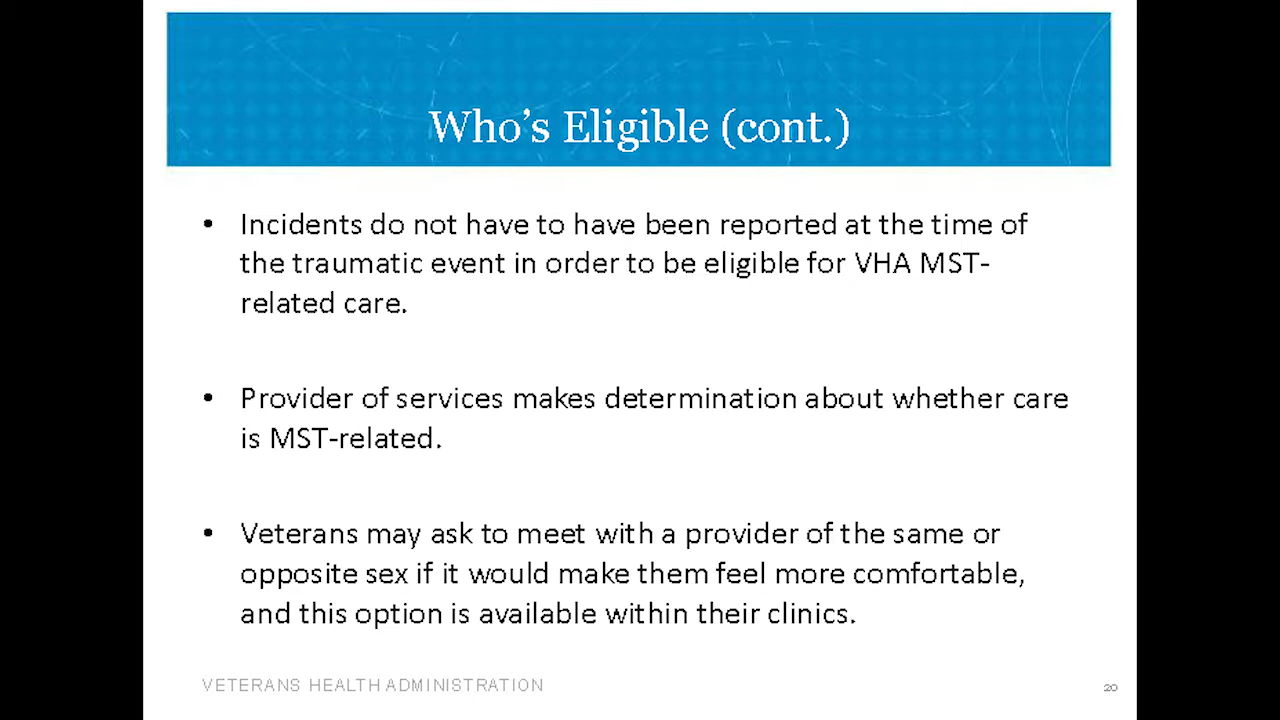 Who's Eligible (cont.)
• Incidents do not have to have been reported at the time of
the traumatic event in order to be eligible for VHA MST-
related care.
• Provider of services makes determination about whether care
is MST-related.
• Veterans may ask to meet with a provider of the same or
opposite sex if it would make them feel more comfortable,
and this option is available within their clinics.
VETERANS HEALTH ADMINISTRATION
20